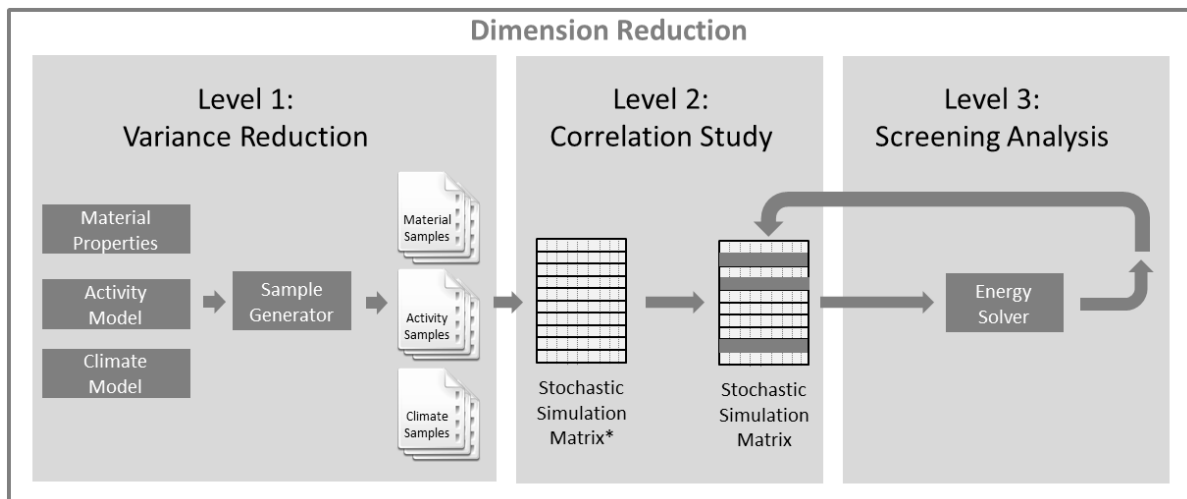 Dimension Reduction
Level 1:
Variance Reduction
Material
Properties
Activity
Model
Climate
Model
Sample
Generator
Material
Samples
Activity
Samples
Climate
Samples
Level 2:
Correlation Study
Stochastic
Simulation
Matrix*
Stochastic
Simulation
Matrix
Level 3:
Screening Analysis
Energy
Solver